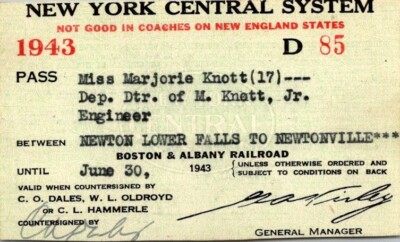 NEW YORK CENTRAL SYSTEM
NOT GOOD IN COACHES ON NEW ENGLAND STATES
1943 D 85
PASS Miss Marjorie Knott(17)---
Dep. Dtr. of M. Knott, Jr.
Engineer
BETWEEN NEWTON LOWER FALLS TO NEWTONVILLE***
BOSTON & ALBANY RAILROAD
UNTIL June 30, 1943 { UNLESS OTHERWISE ORDERED AND
SUBJECT TO CONDITIONS ON BACK
VALID WHEN COUNTERSIGNED BY
C. O. DALES, W. L. OLDROYD
OR C. L. HAMMERLE
COUNTERSIGNED BY
GENERAL MANAGER